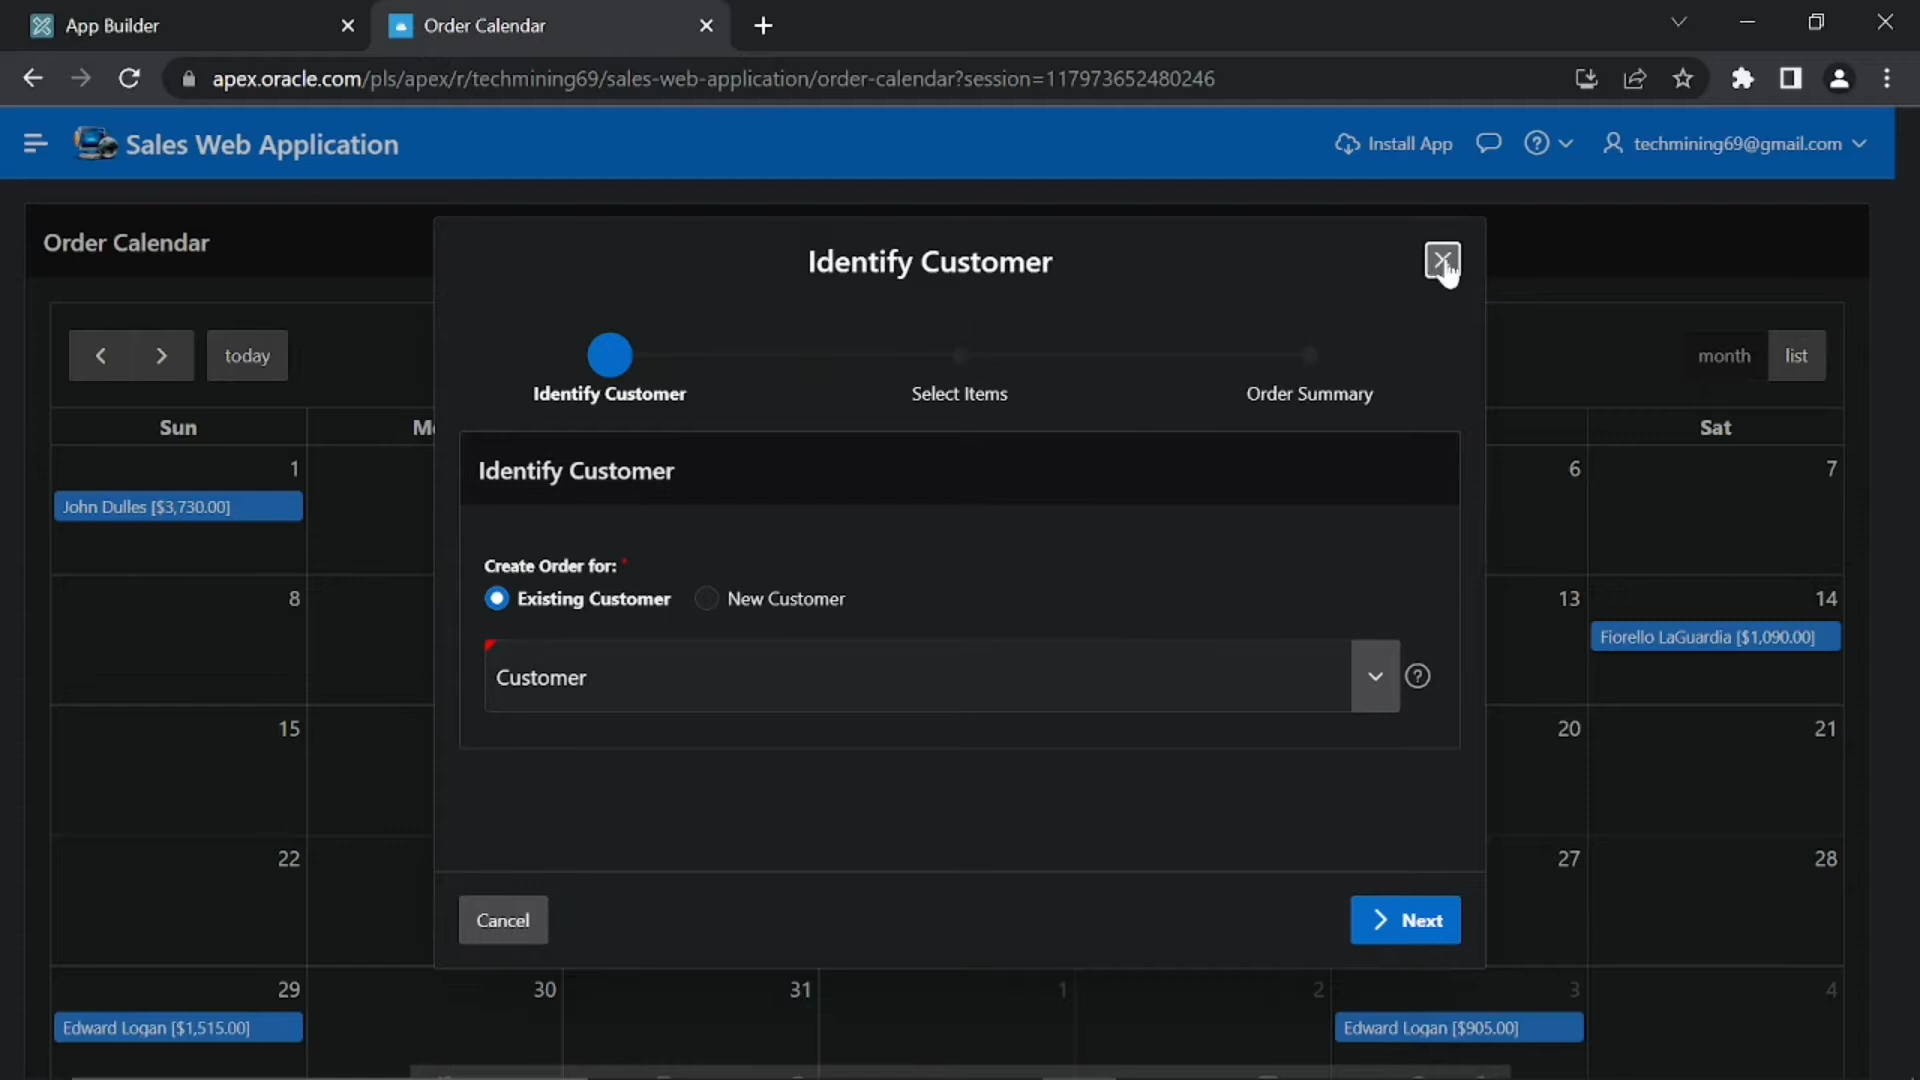 App Builder
Order Calendar
apex.oracle.com/pls/apex/r/techmining69/sales-web-application/order-calendar?session=117973652480246
Sales Web Application
Install App
techmining69@gmail.com
Order Calendar
Identify Customer
today
month
list
Identify Customer
Select Items
Order Summary
Sun
Sat
Identify Customer
1
6
7
John Dulles [$3,730.00]
Create Order for: *
Existing Customer
New Customer
8
13
14
Fiorello LaGuardia [$1,090.00]
Customer
15
20
21
22
27
28
Cancel
Next
29
30
31
1
2
3
4
Edward Logan [$1,515.00]
Edward Logan [$905.00]